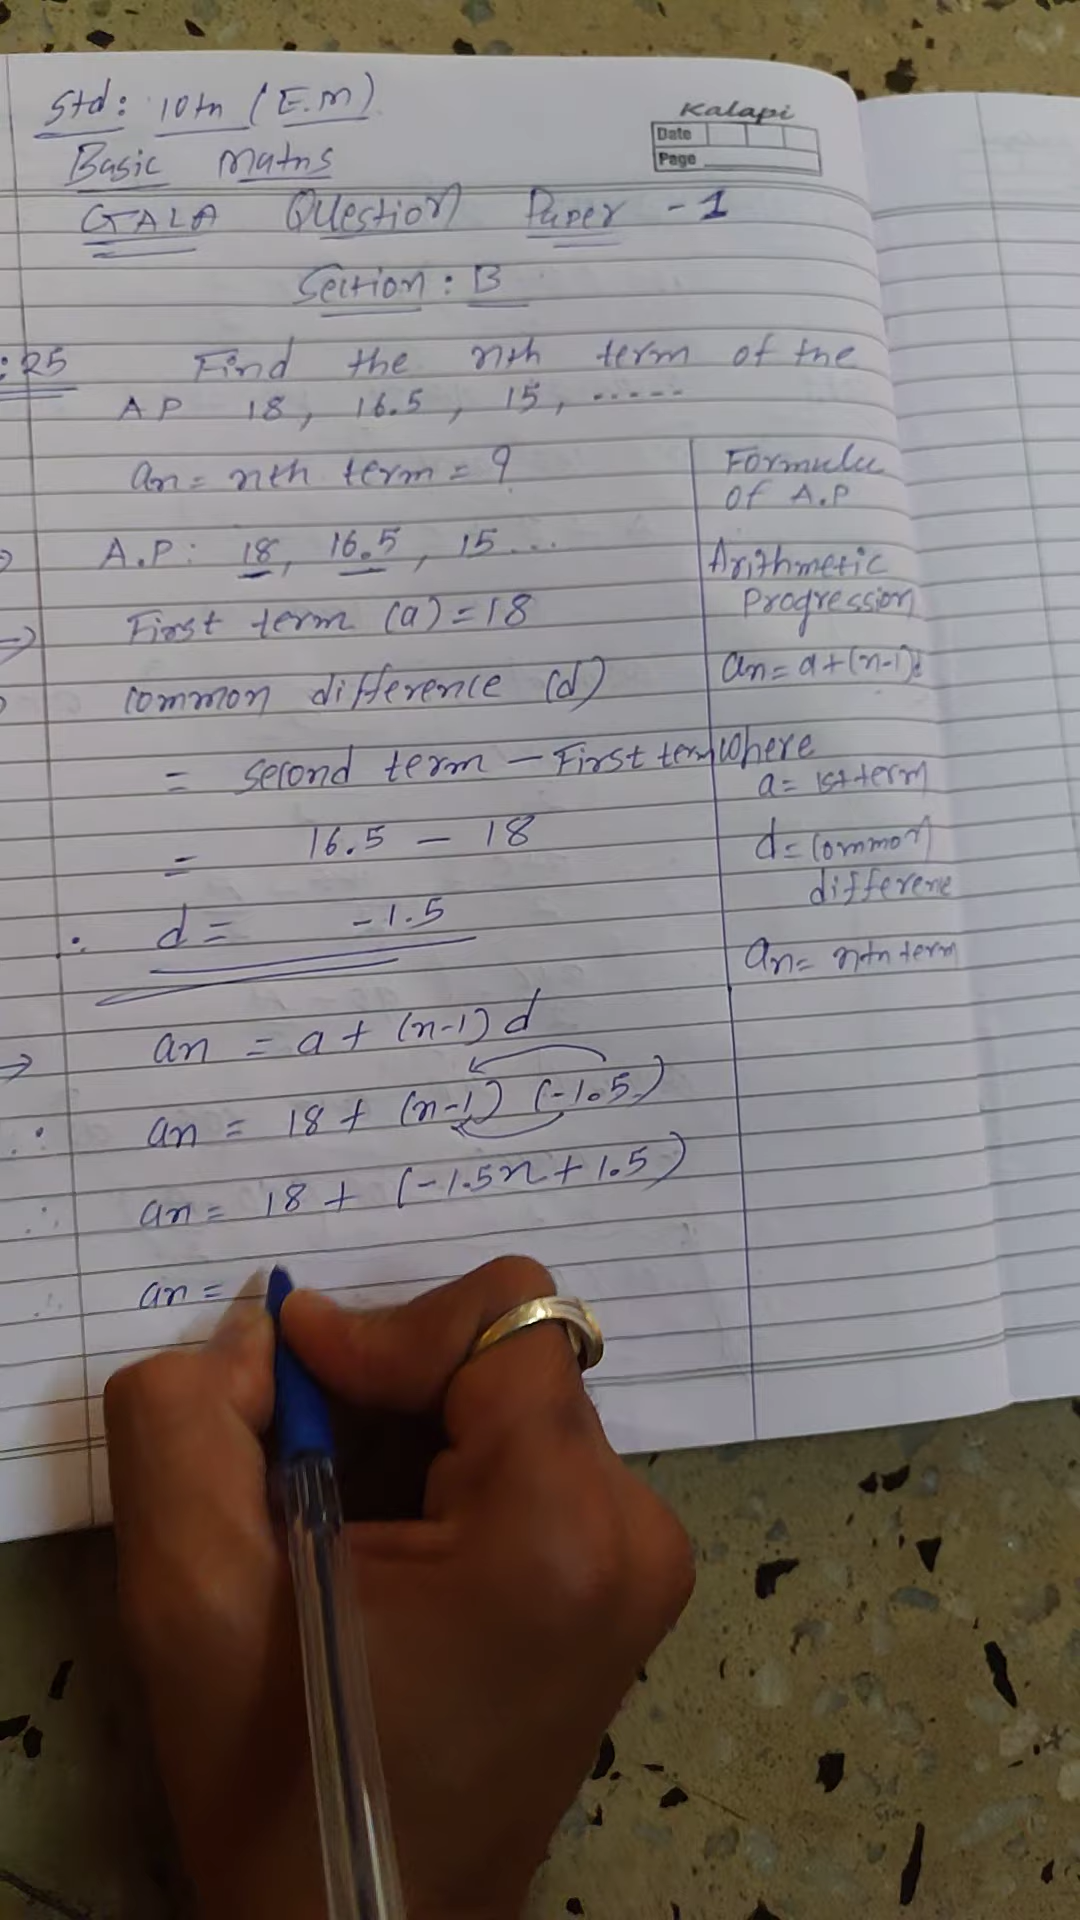 Std: 10th (E.M)
Kalapi
Date
Page
Basic Maths
GALA Question Paper - 1
Section : B
: 25 Find the nth term of the
AP 18, 16.5, 15, .....
an = nth term = ?
A.P: 18, 16.5, 15...
First term (a) = 18
common difference (d)
= second term - First term
= 16.5 - 18
∴ d = -1.5
⇒ an = a + (n-1) d
∴ an = 18 + (n-1) (-1.5)
∴ an = 18 + (-1.5n + 1.5)
∴ an =
Formula
of A.P
Arithmetic
Progression
an = a + (n-1)d
Where
a = 1st term
d = common
difference
an = nth term